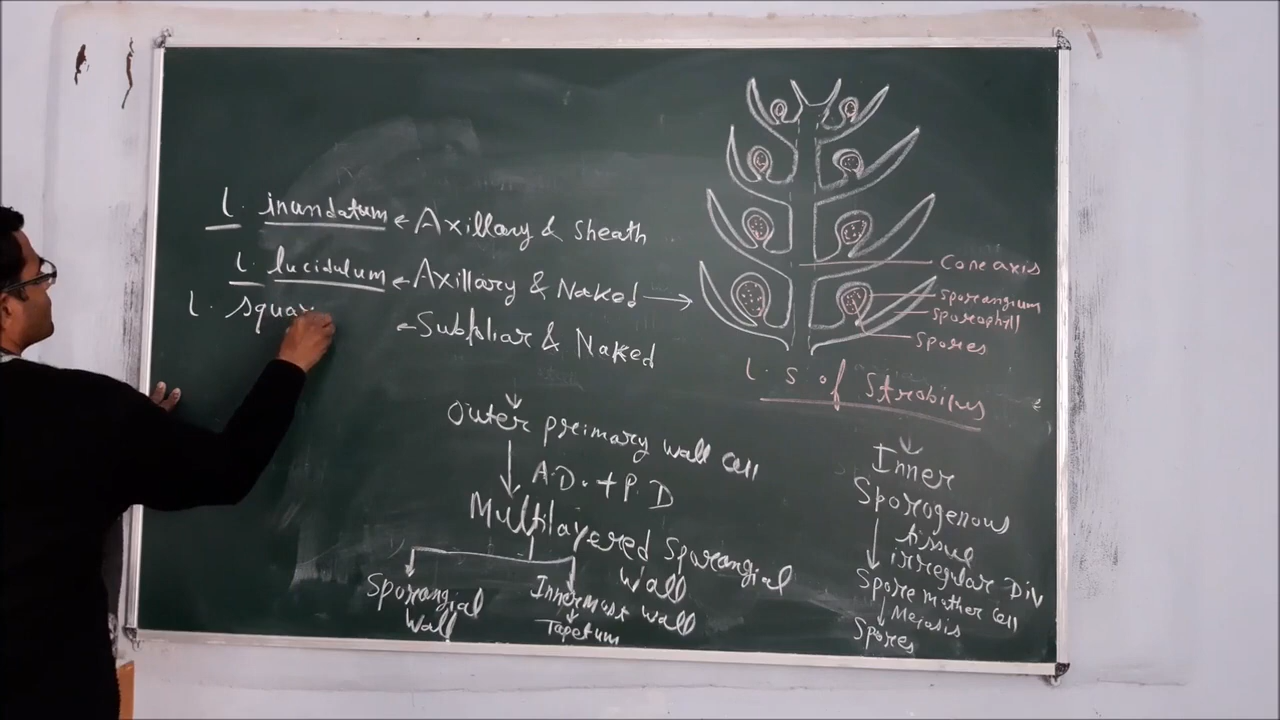 L. inundatum ← Axillary & Sheath
L. lucidulum ← Axillary & Naked →
L. squar
← Subfoliar & Naked
Cone axis
Sporangium
Sporophyll
Spores
L. S of Strobilus
Outer primary wall cell
A.D. + P.D
Multilayered Sporangial
Wall
Sporangial
Wall
Innermost wall
Tapetum
Inner
Sporogenous
tissue
irregular Div
Spore mother cell
Meiosis
Spores